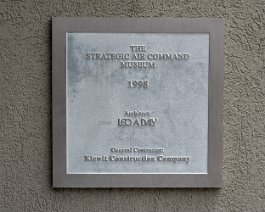 THE
STRATEGIC AIR COMMAND
MUSEUM
1998
Architect
LEO A DALY
General Contractor
Kiewit Construction Company